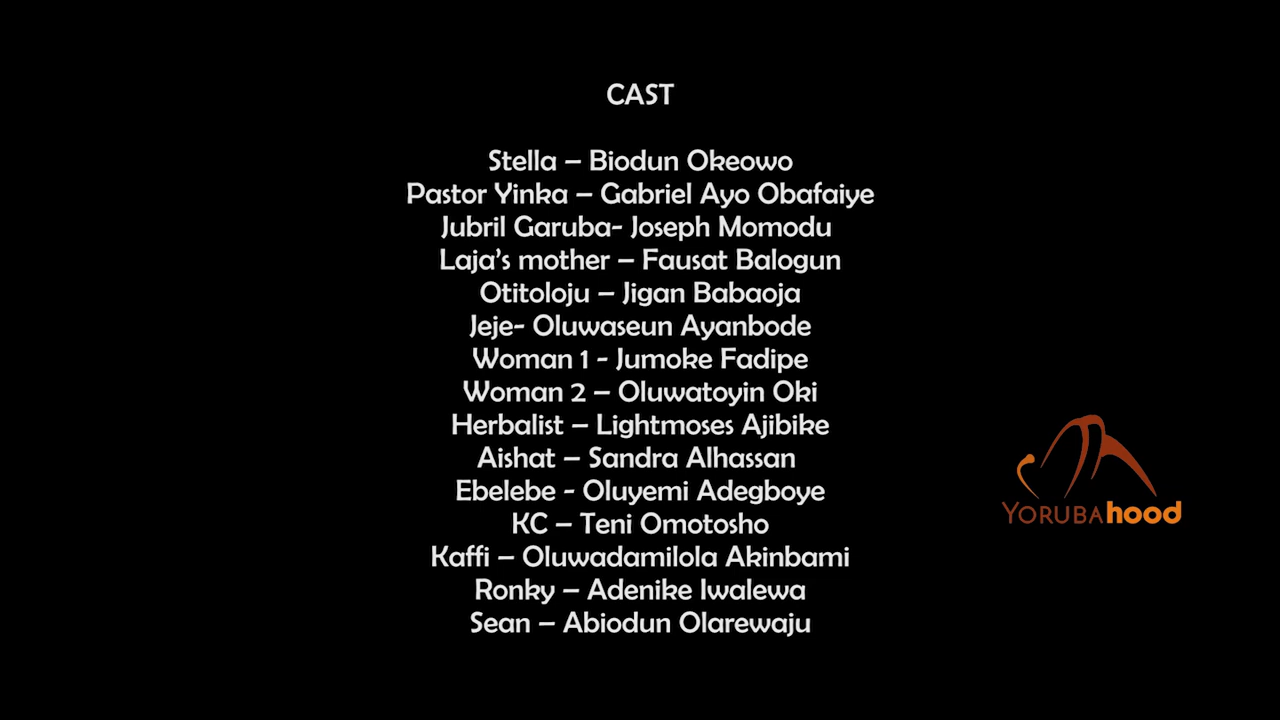 CAST
Stella – Biodun Okeowo
Pastor Yinka – Gabriel Ayo Obafaiye
Jubril Garuba- Joseph Momodu
Laja's mother – Fausat Balogun
Otitoloju – Jigan Babaoja
Jeje- Oluwaseun Ayanbode
Woman 1 - Jumoke Fadipe
Woman 2 – Oluwatoyin Oki
Herbalist – Lightmoses Ajibike
Aishat – Sandra Alhassan
Ebelebe - Oluyemi Adegboye
KC – Teni Omotosho
Kaffi – Oluwadamilola Akinbami
Ronky – Adenike Iwalewa
Sean – Abiodun Olarewaju
YORUBAhood